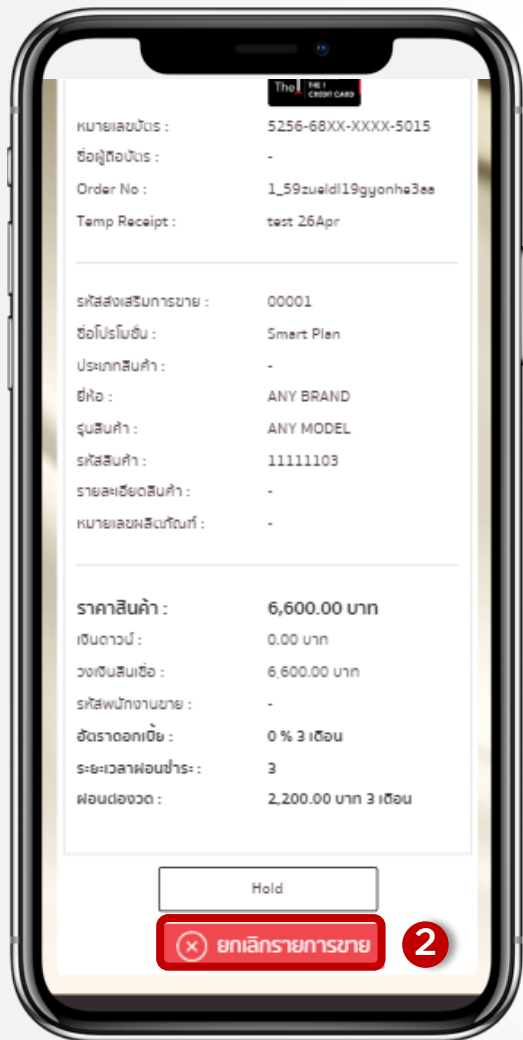 The 1 THE 1
CREDIT CARD
หมายเลขบัตร : 5256-68XX-XXXX-5015
ชื่อผู้ถือบัตร : -
Order No : 1_59zueldl19gyonhe3aa
Temp Receipt : test 26Apr
รหัสส่งเสริมการขาย : 00001
ชื่อโปรโมชั่น : Smart Plan
ประเภทสินค้า : -
ยี่ห้อ : ANY BRAND
รุ่นสินค้า : ANY MODEL
รหัสสินค้า : 11111103
รายละเอียดสินค้า : -
หมายเลขผลิตภัณฑ์ : -
ราคาสินค้า : 6,600.00 บาท
เงินดาวน์ : 0.00 บาท
วงเงินสินเชื่อ : 6,600.00 บาท
รหัสพนักงานขาย : -
อัตราดอกเบี้ย : 0 % 3 เดือน
ระยะเวลาผ่อนชำระ : 3
ผ่อนต่องวด : 2,200.00 บาท 3 เดือน
Hold
ยกเลิกรายการขาย 2